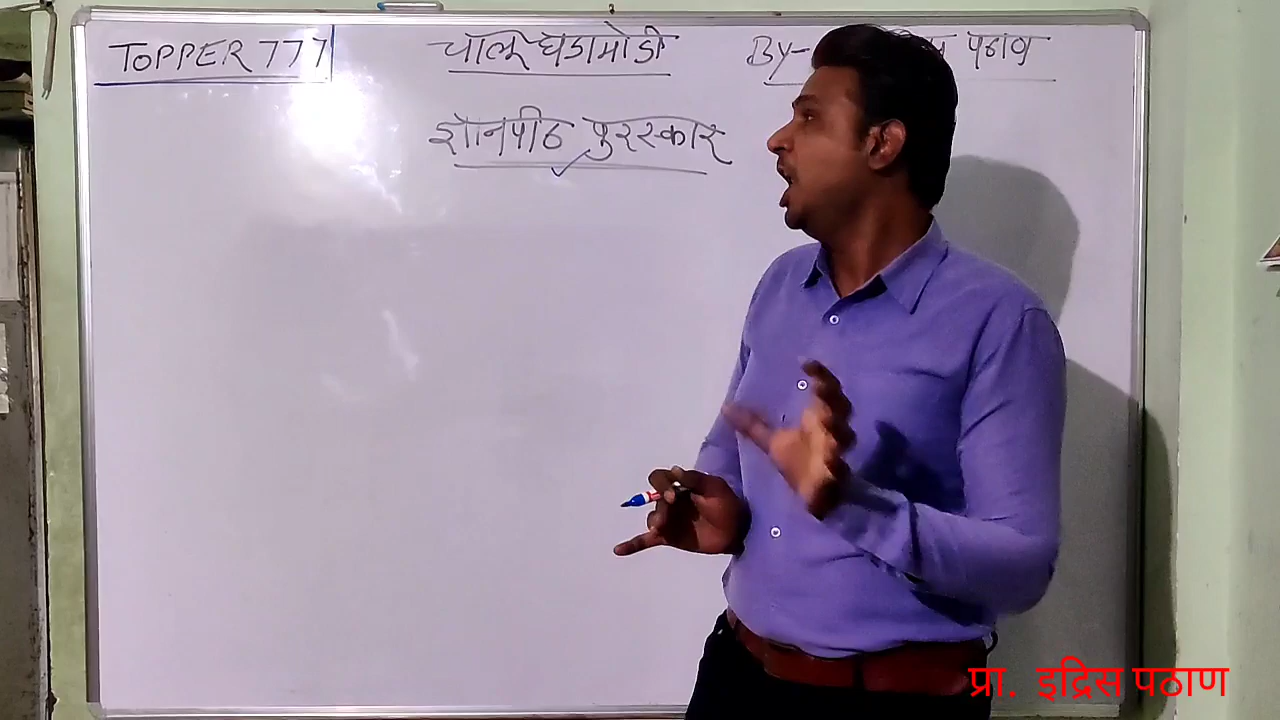 TOPPER 777
चालू घडामोडी
By- पठाण
ज्ञानपीठ पुरस्कार
प्रा. इद्रिस पठाण